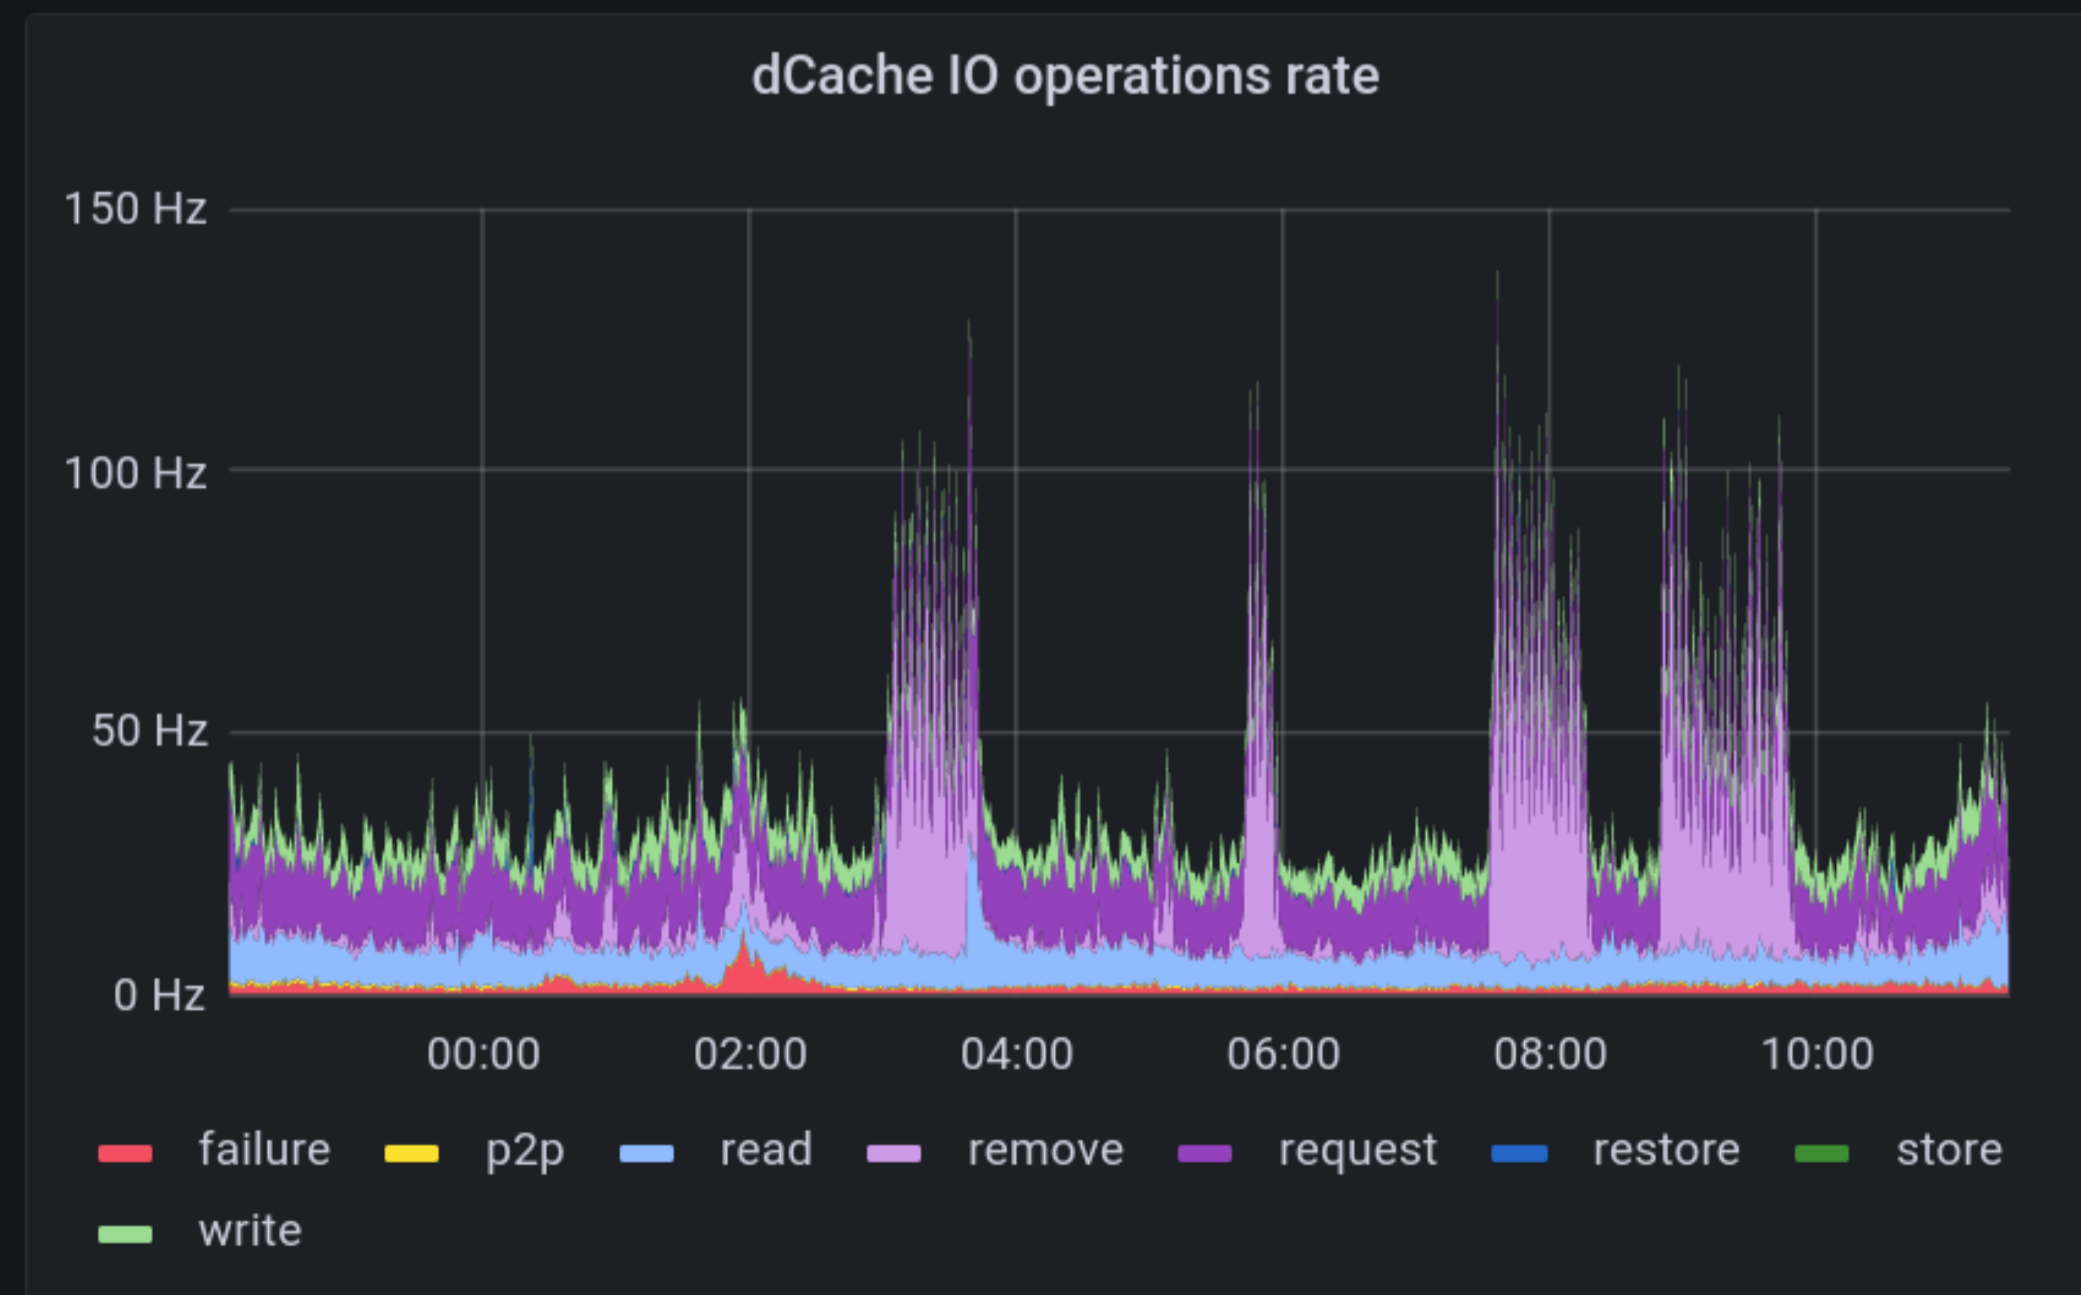 dCache IO operations rate
150 Hz
100 Hz
50 Hz
0 Hz
00:00 02:00 04:00 06:00 08:00 10:00
failure p2p read remove request restore store
write